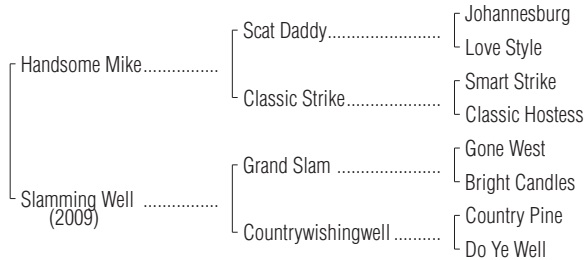 Johannesburg
Scat Daddy....................
Love Style
Handsome Mike..............
Smart Strike
Classic Strike.................
Classic Hostess
Gone West
Grand Slam ...................
Bright Candles
Slamming Well ..............
(2009)
Country Pine
Countrywishingwell..........
Do Ye Well